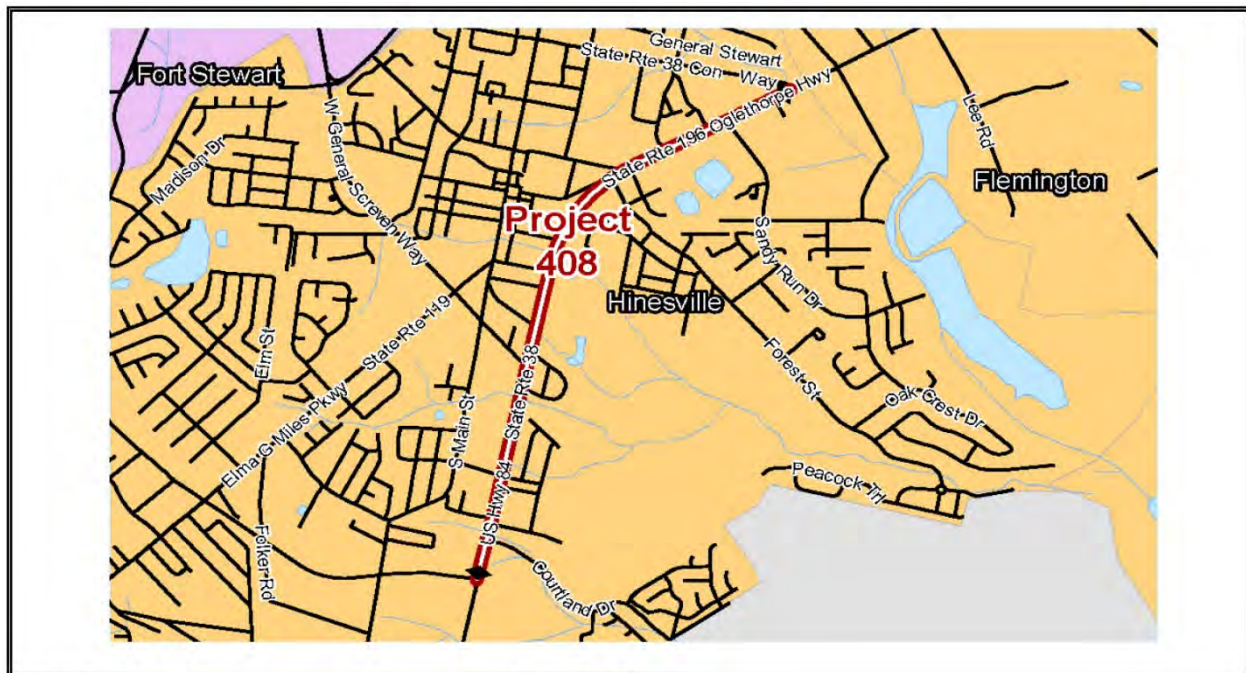 General Stewart
State Rte 38 Con Way
Fort Stewart
State Rte 196 Oglethorpe Hwy
Lee Rd
Madison Dr
W General Screven Way
Flemington
Project
408
Sandy Run Dr
Hinesville
Elm St
State Rte 119
Elma G Miles Pkwy
US Hwy 84 State Rte 38
Forest St
Oak Crest Dr
S Main St
Peacock Trl
Folker Rd
Courtland Dr